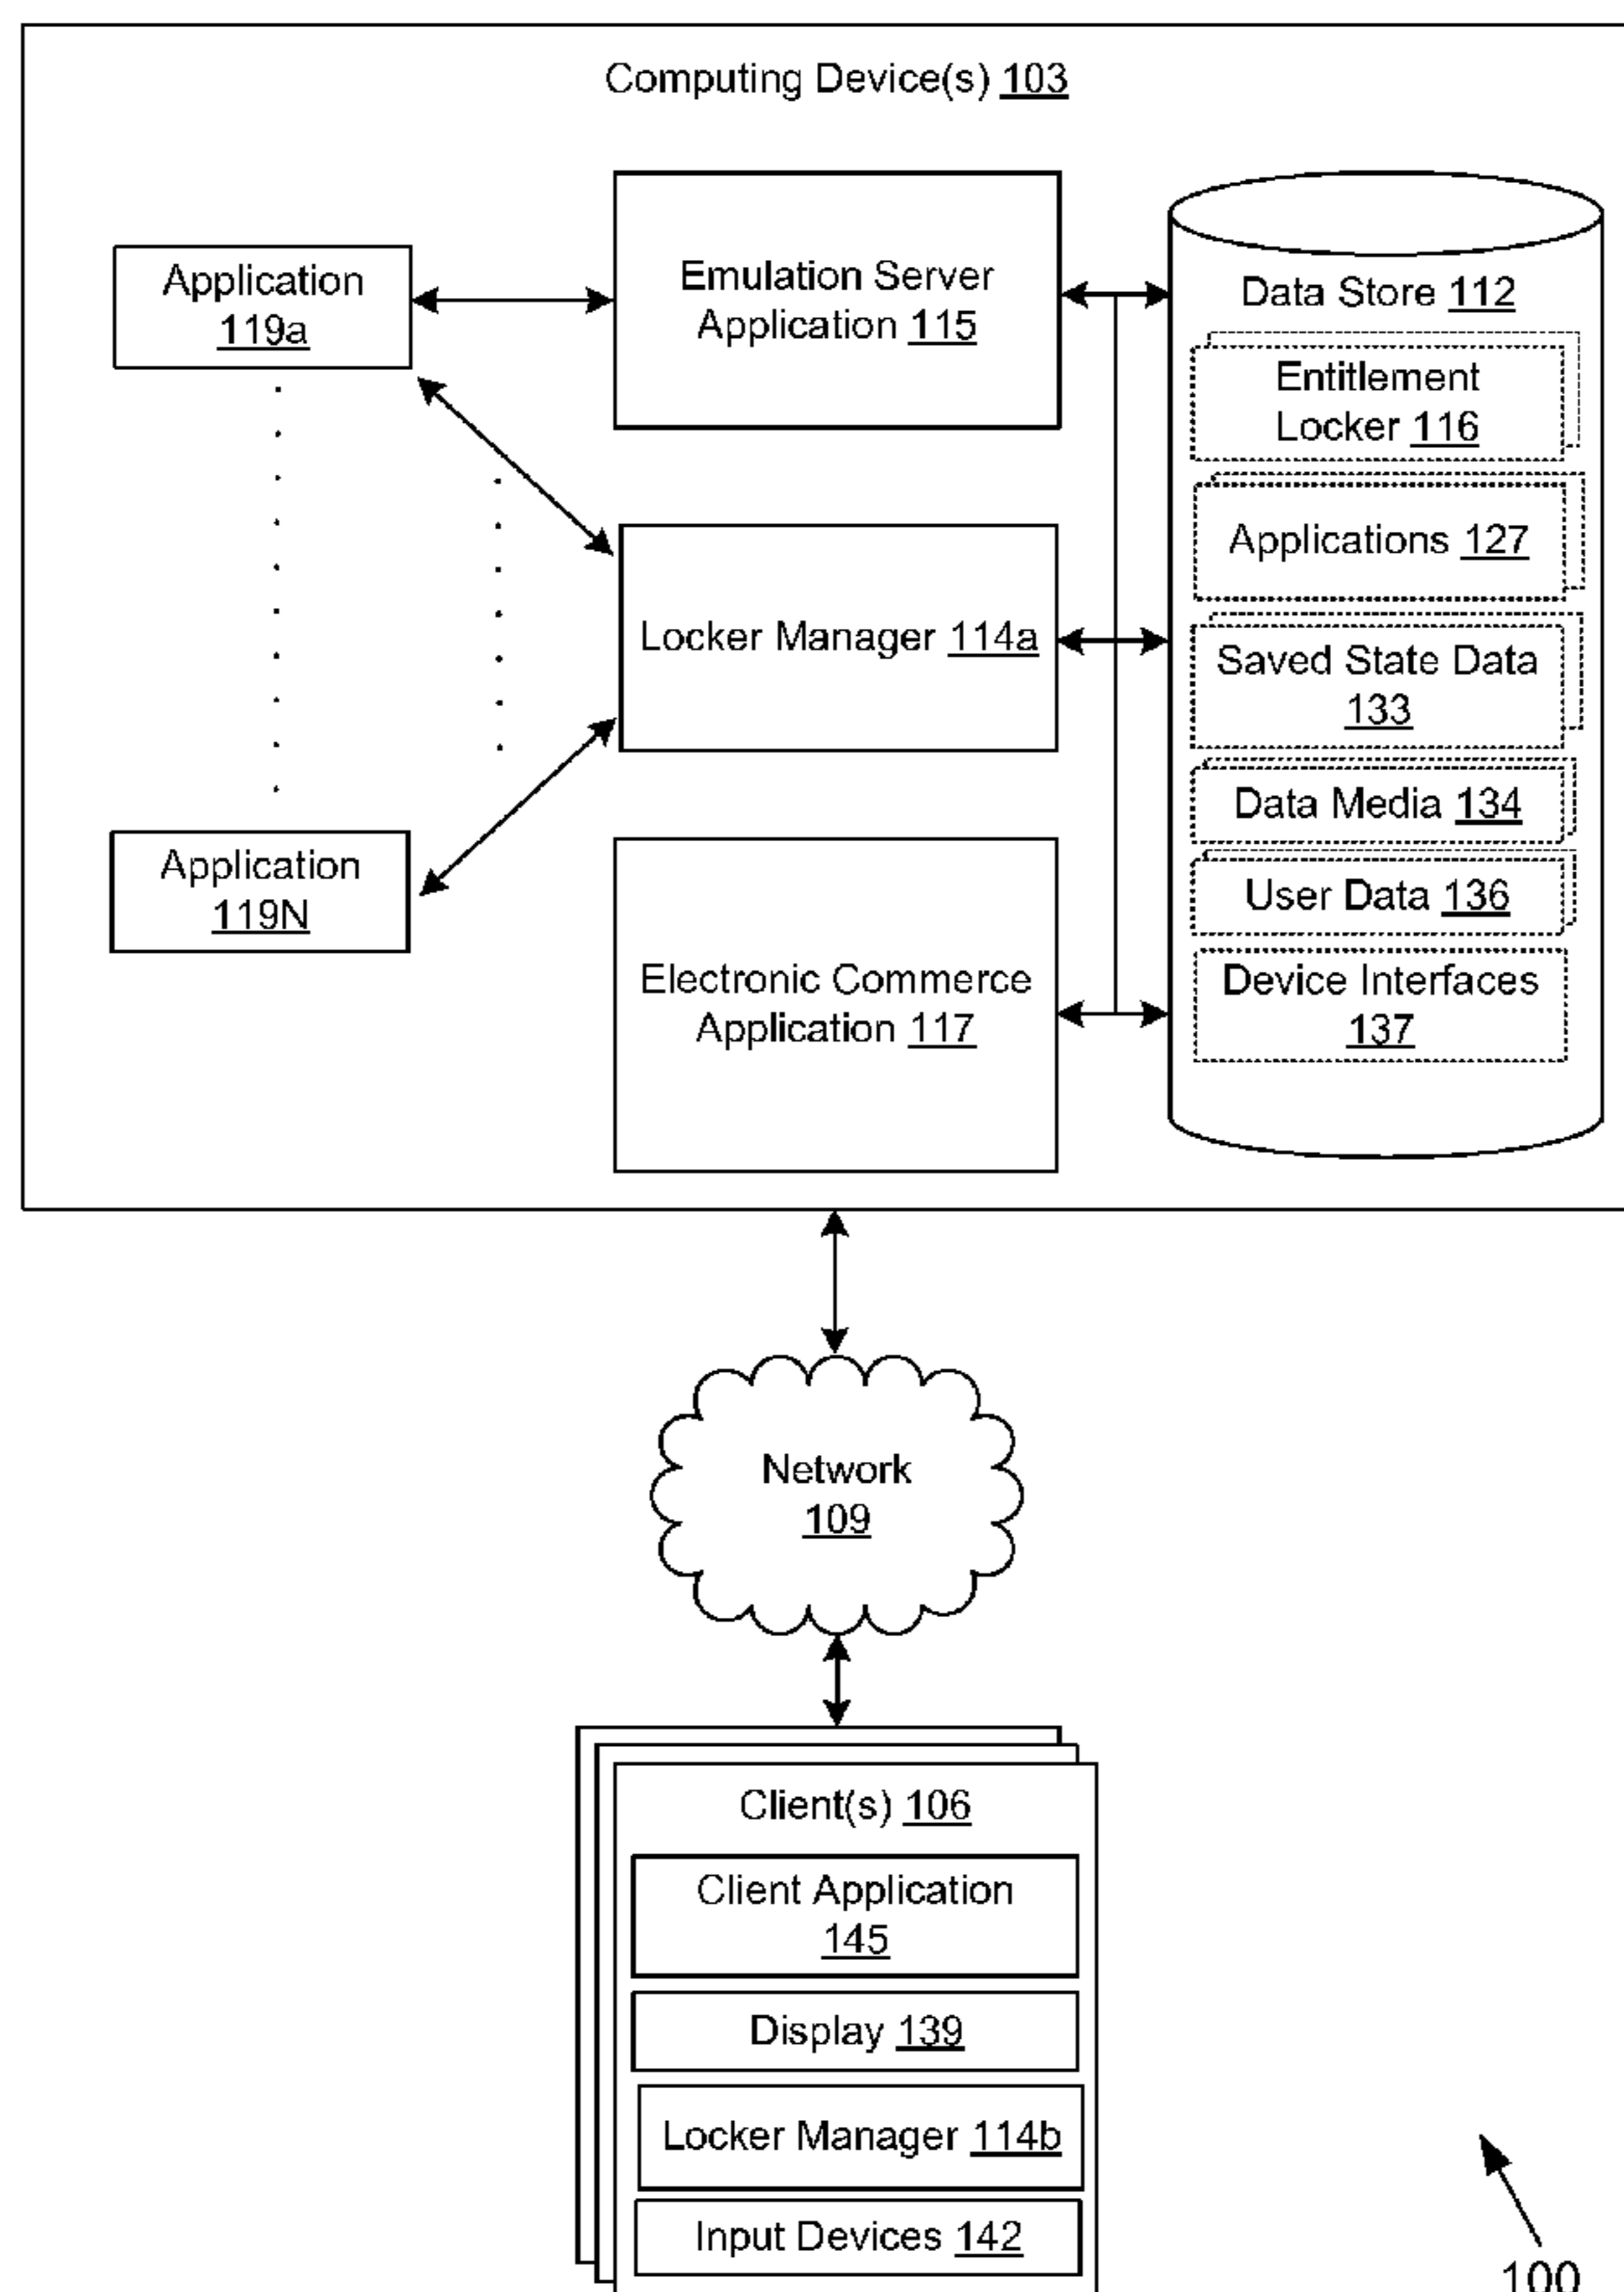 Computing Device(s) 103
Application
119a
Emulation Server
Application 115
Data Store 112
Entitlement
Locker 116
Applications 127
Locker Manager 114a
Saved State Data
133
Data Media 134
Application
119N
User Data 136
Electronic Commerce
Application 117
Device Interfaces
137
Network
109
Client(s) 106
Client Application
145
Display 139
Locker Manager 114b
Input Devices 142
100